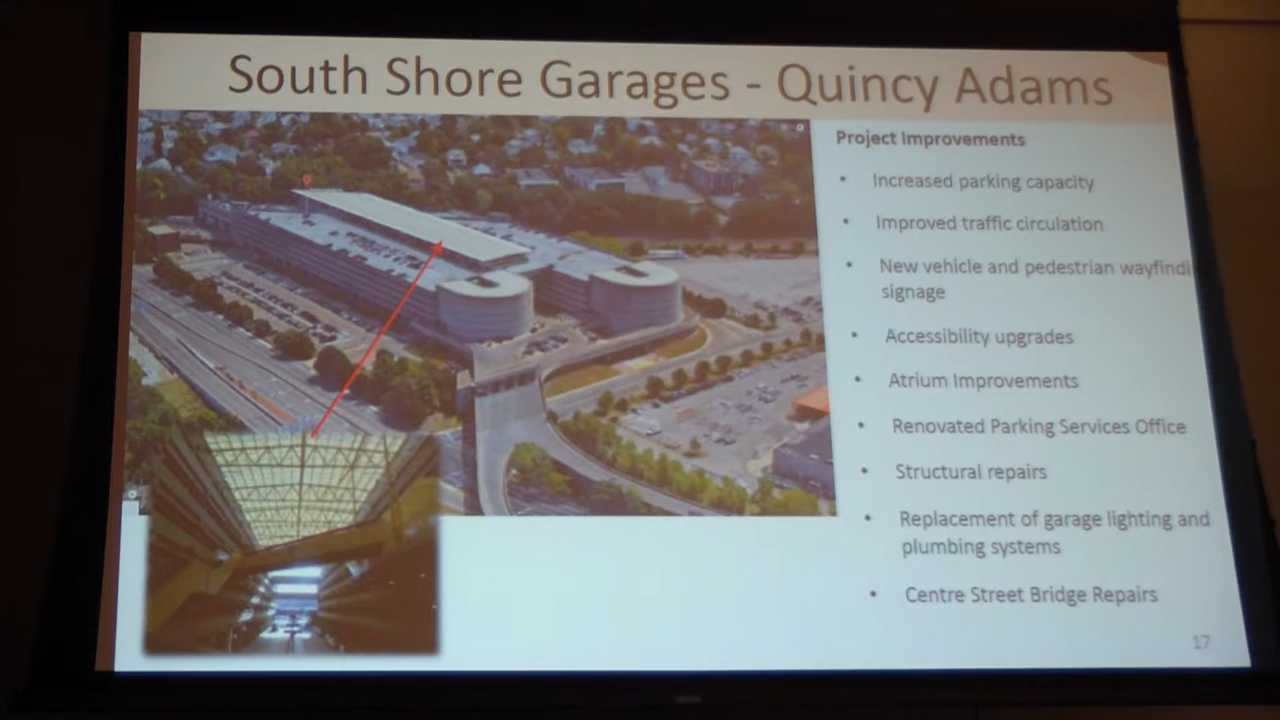 South Shore Garages - Quincy Adams
Project Improvements
• Increased parking capacity
• Improved traffic circulation
• New vehicle and pedestrian wayfindi
signage
• Accessibility upgrades
• Atrium Improvements
• Renovated Parking Services Office
• Structural repairs
• Replacement of garage lighting and
plumbing systems
• Centre Street Bridge Repairs
17